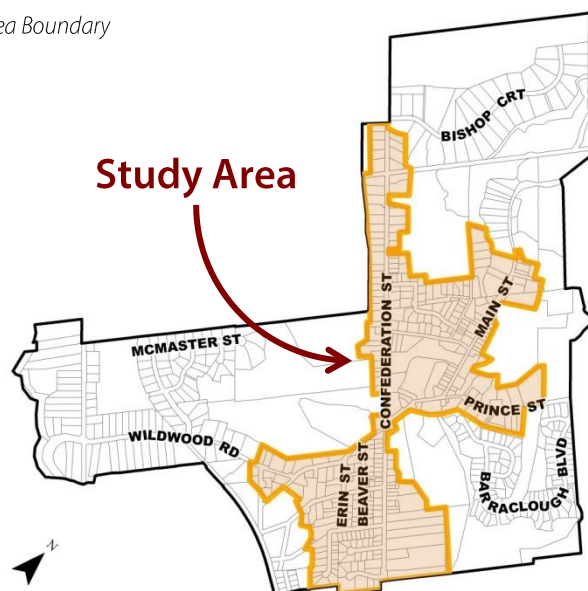 ea Boundary
BISHOP CRT
Study Area
CONFEDERATION ST
MAIN ST
MCMASTER ST
PRINCE ST
WILDWOOD RD
ERIN ST
BEAVER ST
BARRACLOUGH BLVD
N